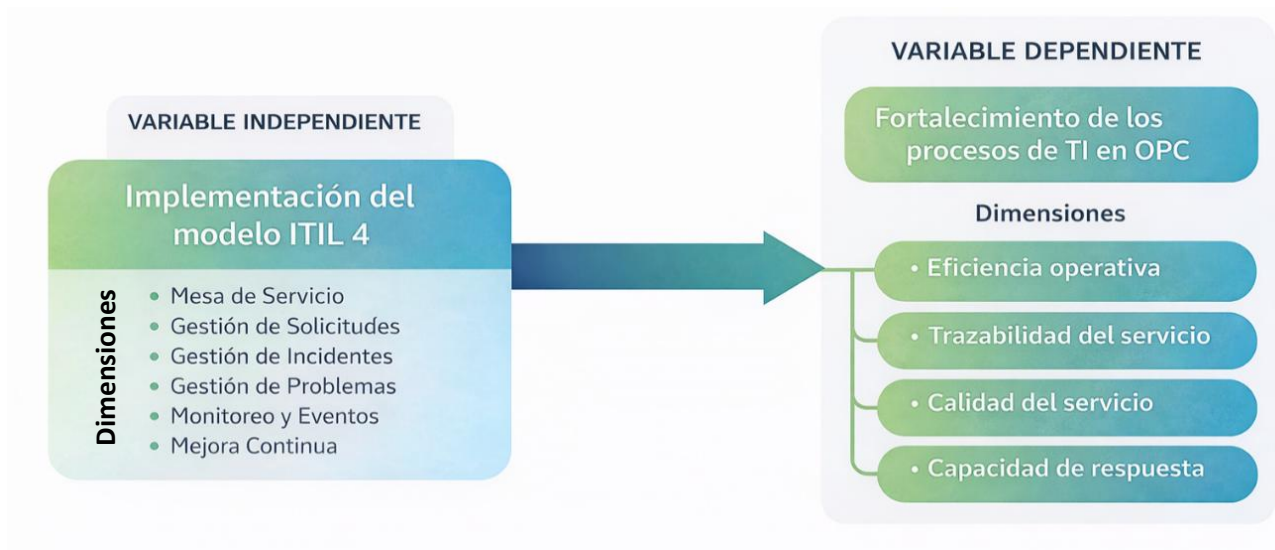 VARIABLE INDEPENDIENTE
Implementación del
modelo ITIL 4
Dimensiones
• Mesa de Servicio
• Gestión de Solicitudes
• Gestión de Incidentes
• Gestión de Problemas
• Monitoreo y Eventos
• Mejora Continua
VARIABLE DEPENDIENTE
Fortalecimiento de los
procesos de TI en OPC
Dimensiones
• Eficiencia operativa
• Trazabilidad del servicio
• Calidad del servicio
• Capacidad de respuesta